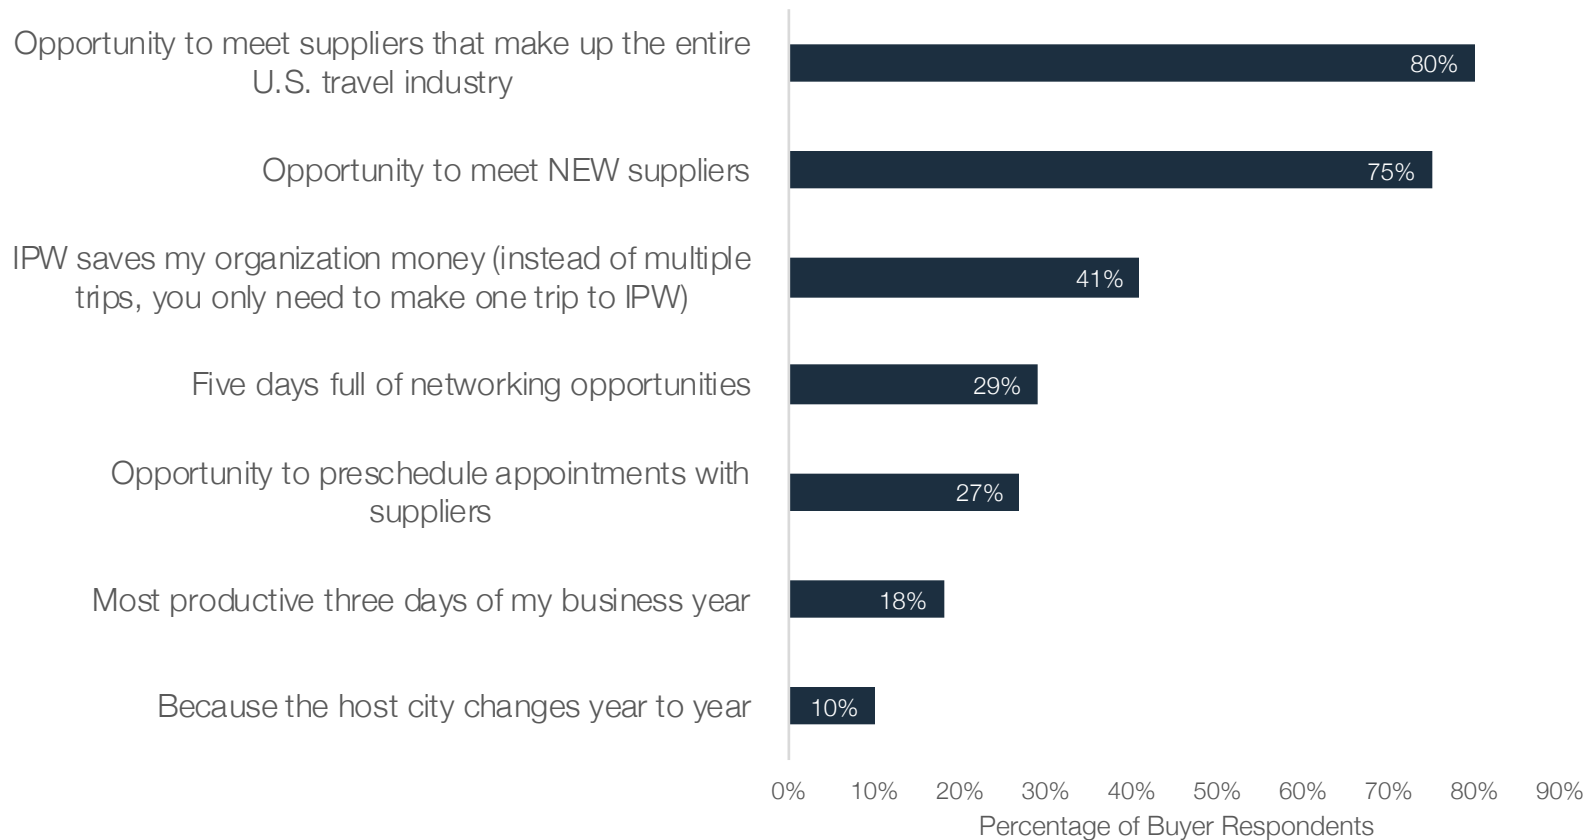 Opportunity to meet suppliers that make up the entire
U.S. travel industry
80%
Opportunity to meet NEW suppliers
75%
IPW saves my organization money (instead of multiple
trips, you only need to make one trip to IPW)
41%
Five days full of networking opportunities
29%
Opportunity to preschedule appointments with
suppliers
27%
Most productive three days of my business year
18%
Because the host city changes year to year
10%
0% 10% 20% 30% 40% 50% 60% 70% 80% 90%
Percentage of Buyer Respondents